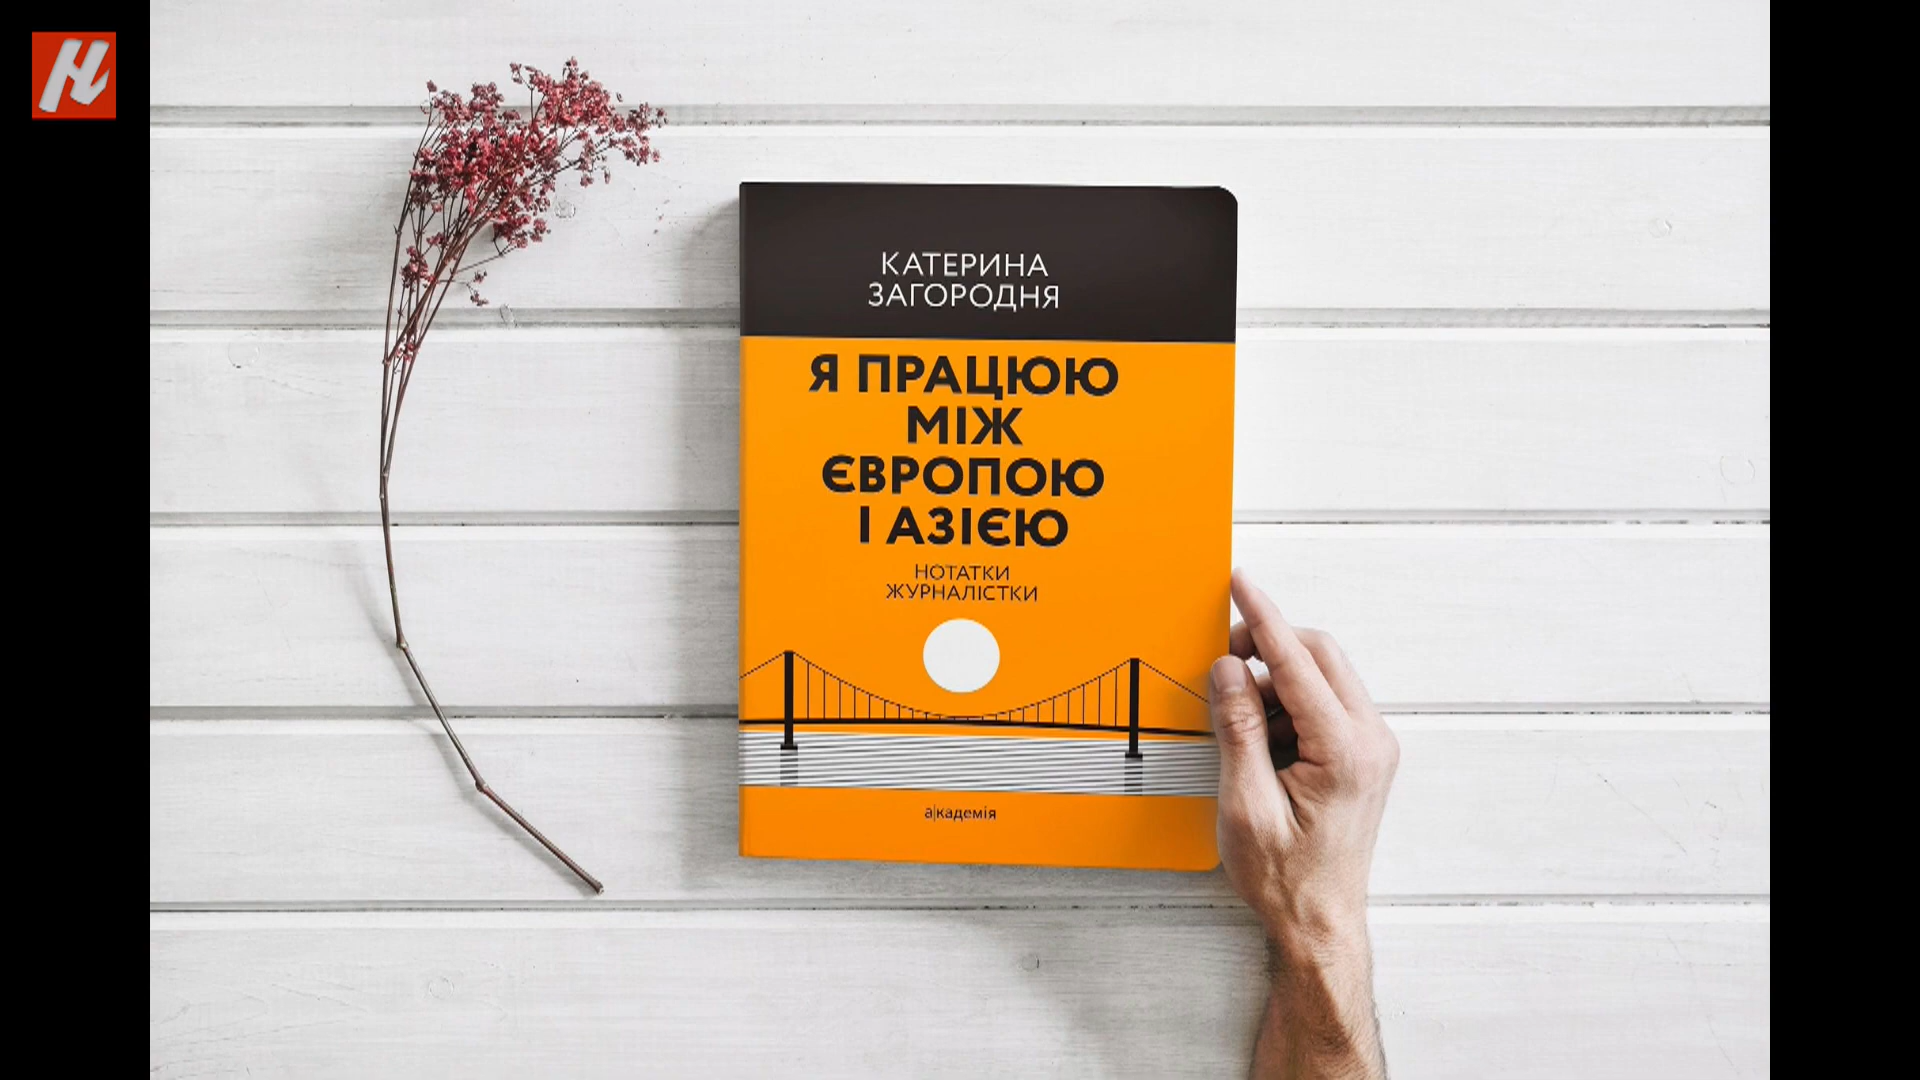 КАТЕРИНА
ЗАГОРОДНЯ
Я ПРАЦЮЮ
МІЖ
ЄВРОПОЮ
І АЗІЄЮ
НОТАТКИ
ЖУРНАЛІСТКИ
а|кадемія